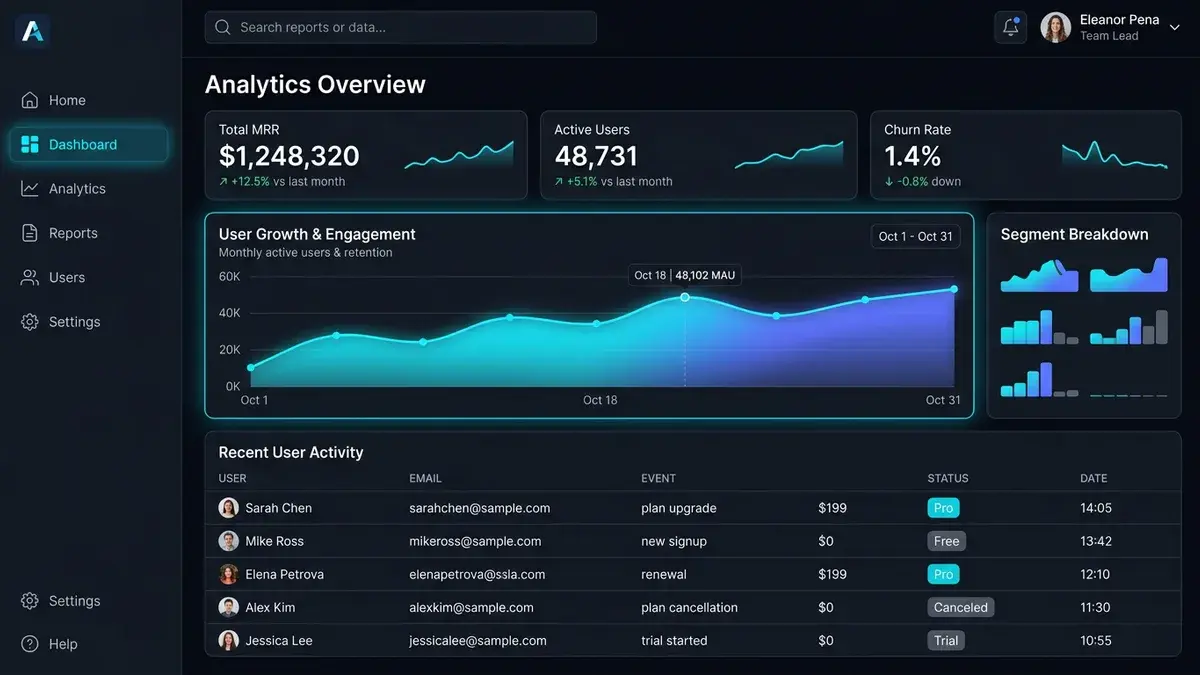 Search reports or data...
Eleanor Pena
Team Lead
Home
Dashboard
Analytics
Reports
Users
Settings
Settings
Help
Analytics Overview
Total MRR
$1,248,320
↗ +12.5% vs last month
Active Users
48,731
↗ +5.1% vs last month
Churn Rate
1.4%
↓ -0.8% down
User Growth & Engagement
Monthly active users & retention
Oct 1 - Oct 31
Oct 18 | 48,102 MAU
60K
40K
20K
0K
Oct 1 Oct 18 Oct 31
Segment Breakdown
Recent User Activity
USER EMAIL EVENT STATUS DATE
Sarah Chen sarahchen@sample.com plan upgrade $199 Pro 14:05
Mike Ross mikeross@sample.com new signup $0 Free 13:42
Elena Petrova elenapetrova@ssla.com renewal $199 Pro 12:10
Alex Kim alexkim@sample.com plan cancellation $0 Canceled 11:30
Jessica Lee jessicalee@sample.com trial started $0 Trial 10:55